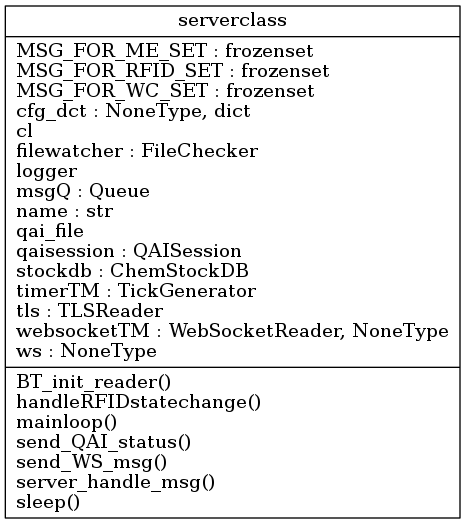 serverclass
MSG_FOR_ME_SET : frozenset
MSG_FOR_RFID_SET : frozenset
MSG_FOR_WC_SET : frozenset
cfg_dct : NoneType, dict
cl
filewatcher : FileChecker
logger
msgQ : Queue
name : str
qai_file
qaisession : QAISession
stockdb : ChemStockDB
timerTM : TickGenerator
tls : TLSReader
websocketTM : WebSocketReader, NoneType
ws : NoneType
BT_init_reader()
handleRFIDstatechange()
mainloop()
send_QAI_status()
send_WS_msg()
server_handle_msg()
sleep()